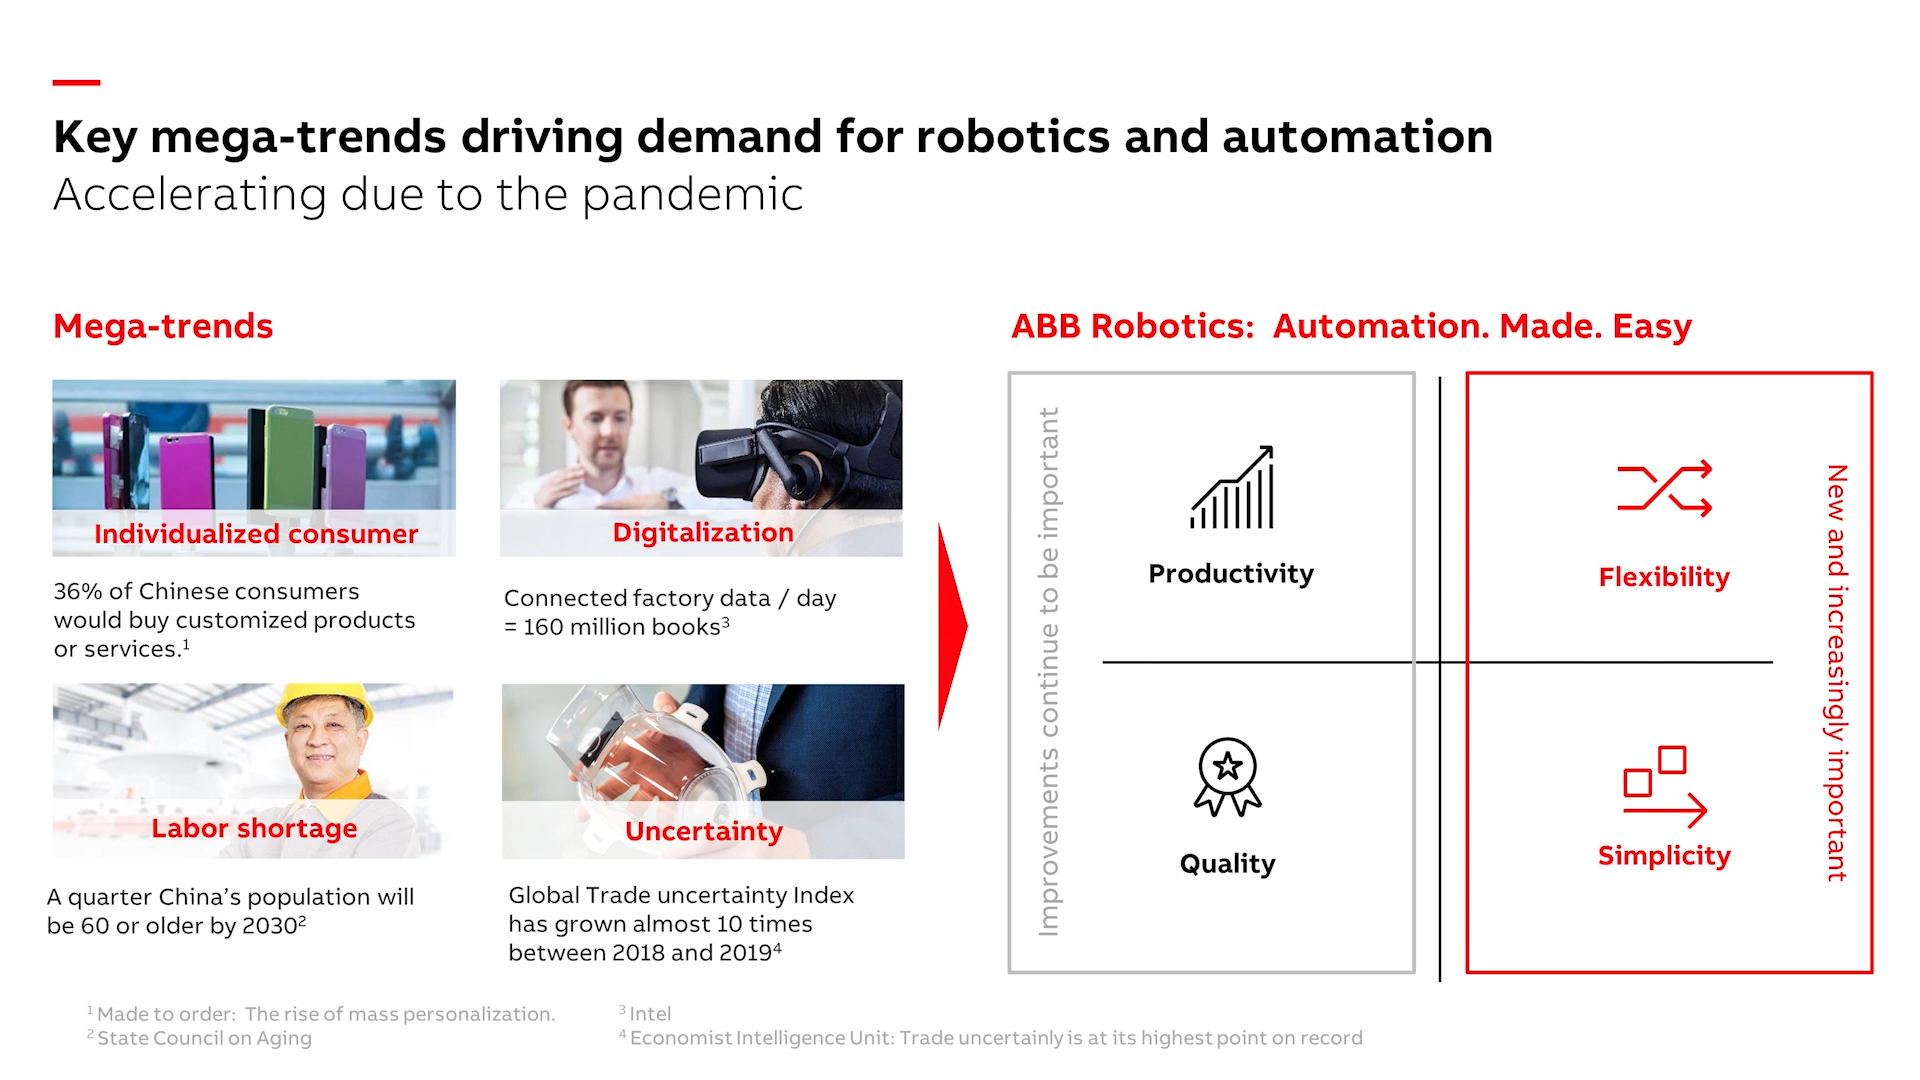 Key mega-trends driving demand for robotics and automation
Accelerating due to the pandemic
Mega-trends
Individualized consumer
36% of Chinese consumers
would buy customized products
or services.¹
Digitalization
Connected factory data / day
= 160 million books³
Labor shortage
A quarter China's population will
be 60 or older by 2030²
Uncertainty
Global Trade uncertainty Index
has grown almost 10 times
between 2018 and 2019⁴
ABB Robotics:  Automation. Made. Easy
Improvements continue to be important
Productivity
Quality
Flexibility
Simplicity
New and increasingly important
¹ Made to order:  The rise of mass personalization.
² State Council on Aging
³ Intel
⁴ Economist Intelligence Unit: Trade uncertainly is at its highest point on record